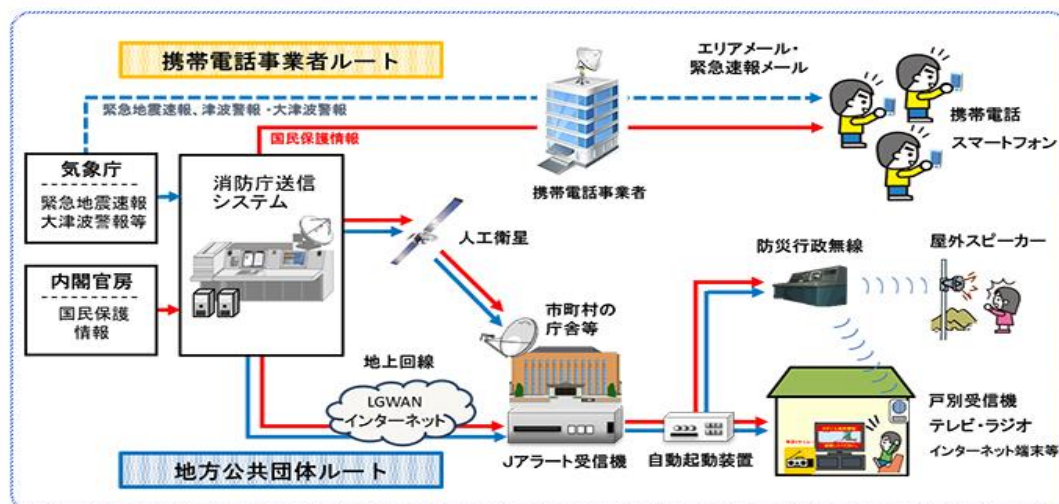 携帯電話事業者ルート
エリアメール・
緊急速報メール
緊急地震速報、津波警報・大津波警報
国民保護情報
携帯電話
スマートフォン
携帯電話事業者
気象庁
緊急地震速報
大津波警報等
消防庁送信
システム
人工衛星
内閣官房
国民保護
情報
防災行政無線
屋外スピーカー
市町村の
庁舎等
地上回線
LGWAN
インターネット
Jアラート受信機
自動起動装置
戸別受信機
テレビ・ラジオ
インターネット端末等
地方公共団体ルート